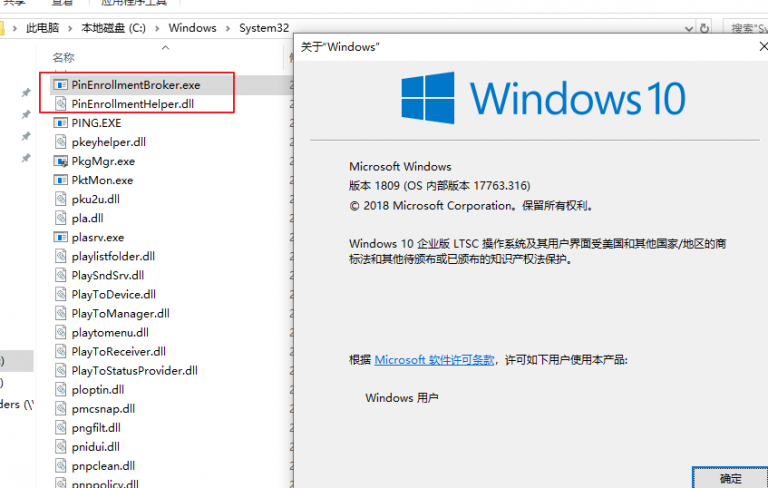 共享 查看 应用程序工具
此电脑 › 本地磁盘 (C:) › Windows › System32
搜索"Sy
名称
PinEnrollmentBroker.exe
PinEnrollmentHelper.dll
PING.EXE
pkeyhelper.dll
PkgMgr.exe
PktMon.exe
pku2u.dll
pla.dll
plasrv.exe
playlistfolder.dll
PlaySndSrv.dll
PlayToDevice.dll
PlayToManager.dll
playtomenu.dll
PlayToReceiver.dll
PlayToStatusProvider.dll
ploptin.dll
pmcsnap.dll
pngfilt.dll
pnidui.dll
pnpclean.dll
pnppolicy.dll
ders (\\
关于"Windows"
Windows 10
Microsoft Windows
版本 1809 (OS 内部版本 17763.316)
© 2018 Microsoft Corporation。保留所有权利。
Windows 10 企业版 LTSC 操作系统及其用户界面受美国和其他国家/地区的商
标法和其他待颁布或已颁布的知识产权法保护。
根据 Microsoft 软件许可条款，许可如下用户使用本产品:
Windows 用户
确定